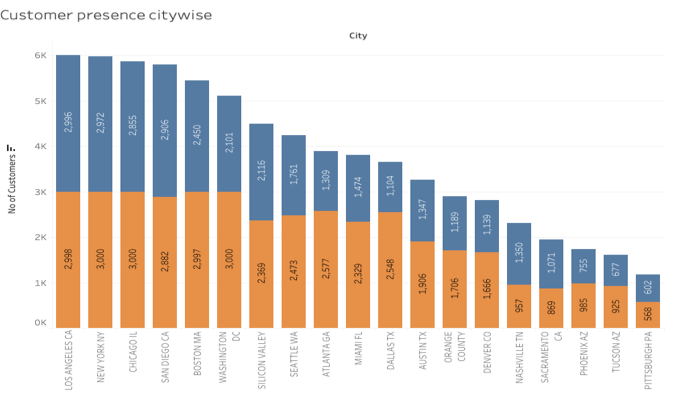 Customer presence citywise
City
No of Customers
6K
5K
4K
3K
2K
1K
0K
2,996
2,972
2,855
2,906
2,450
2,101
2,116
1,761
1,309
1,474
1,104
1,347
1,189
1,139
1,350
1,071
755
677
602
2,998
3,000
3,000
2,882
2,997
3,000
2,369
2,473
2,577
2,329
2,548
1,906
1,706
1,666
957
869
985
925
568
LOS ANGELES CA
NEW YORK NY
CHICAGO IL
SAN DIEGO CA
BOSTON MA
WASHINGTON
DC
SILICON VALLEY
SEATTLE WA
ATLANTA GA
MIAMI FL
DALLAS TX
AUSTIN TX
ORANGE
COUNTY
DENVER CO
NASHVILLE TN
SACRAMENTO
CA
PHOENIX AZ
TUCSON AZ
PITTSBURGH PA